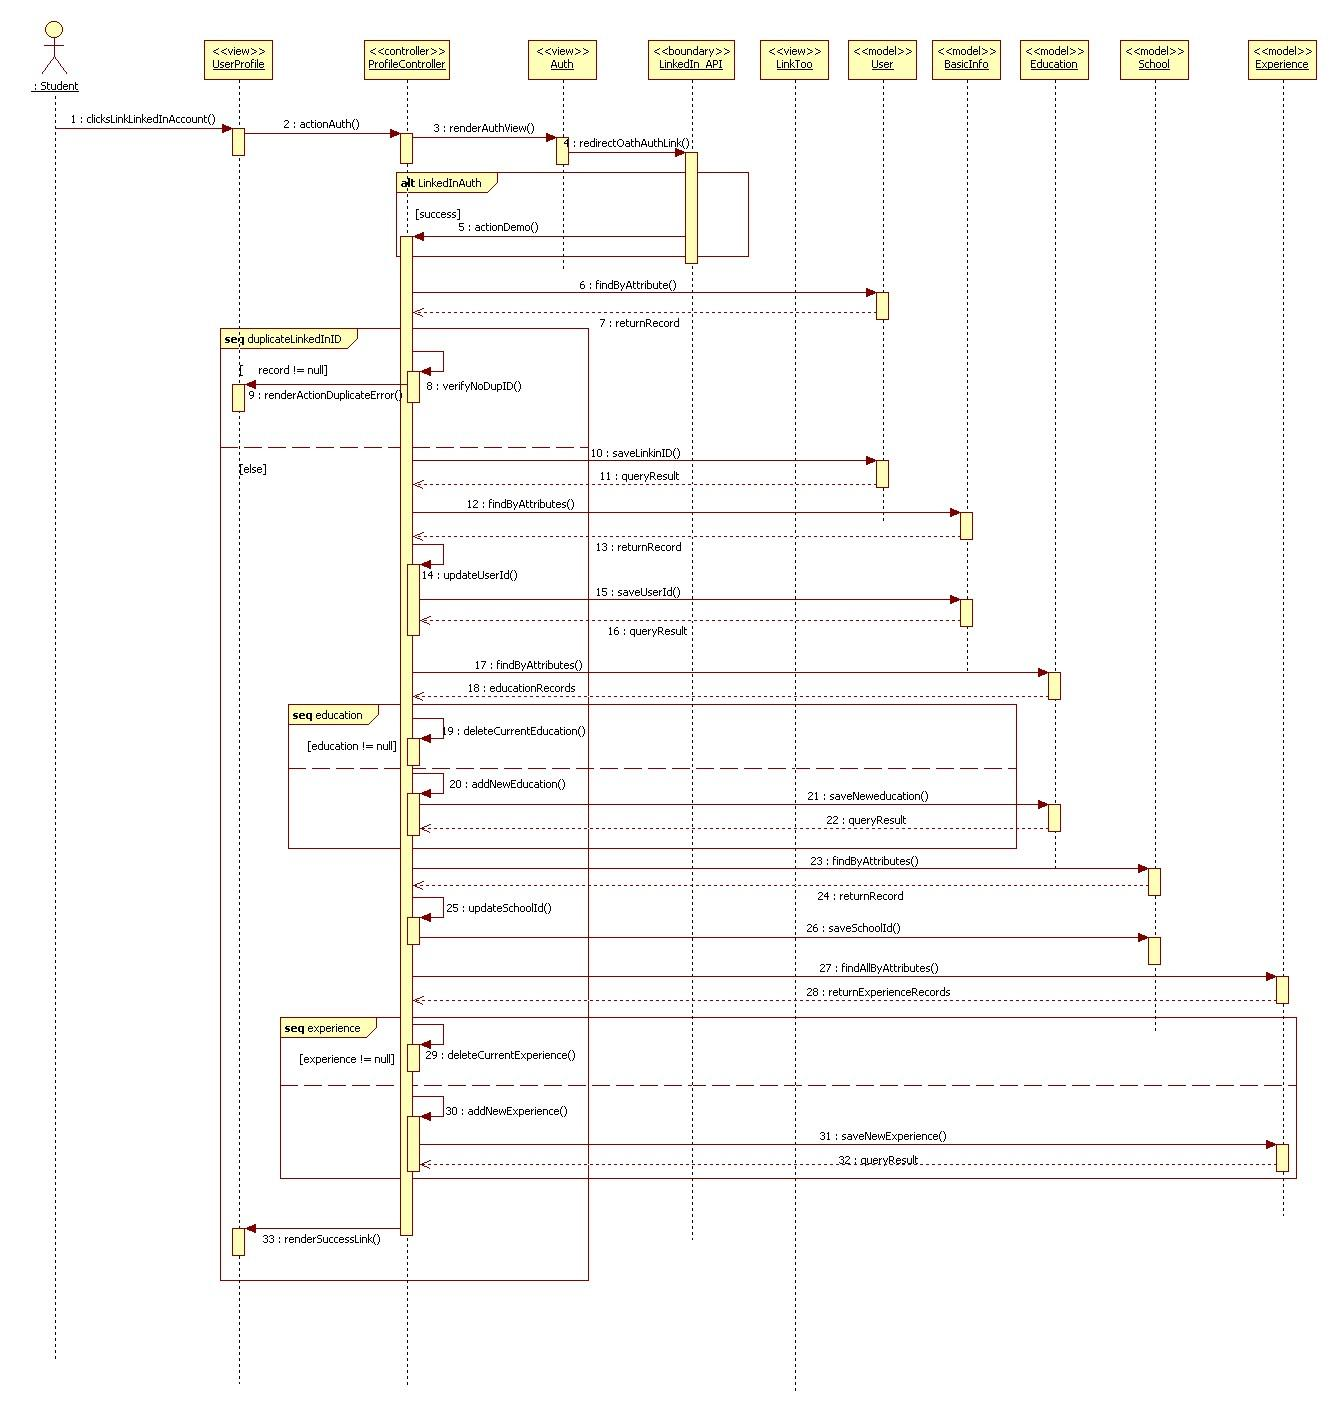 <<view>>
UserProfile
<<controller>>
ProfileController
<<view>>
Auth
<<boundary>>
LinkedIn_API
<<view>>
LinkToo
<<model>>
User
<<model>>
BasicInfo
<<model>>
Education
<<model>>
School
<<model>>
Experience
: Student
1 : clicksLinkLinkedInAccount()
2 : actionAuth()
3 : renderAuthView()
4 : redirectOathAuthLink()
alt LinkedInAuth
[success]
5 : actionDemo()
6 : findByAttribute()
7 : returnRecord
seq duplicateLinkedInID
[ record != null]
8 : verifyNoDupID()
9 : renderActionDuplicateError()
10 : saveLinkinID()
[else]
11 : queryResult
12 : findByAttributes()
13 : returnRecord
14 : updateUserId()
15 : saveUserId()
16 : queryResult
17 : findByAttributes()
18 : educationRecords
seq education
19 : deleteCurrentEducation()
[education != null]
20 : addNewEducation()
21 : saveNeweducation()
22 : queryResult
23 : findByAttributes()
24 : returnRecord
25 : updateSchoolId()
26 : saveSchoolId()
27 : findAllByAttributes()
28 : returnExperienceRecords
seq experience
29 : deleteCurrentExperience()
[experience != null]
30 : addNewExperience()
31 : saveNewExperience()
32 : queryResult
33 : renderSuccessLink()